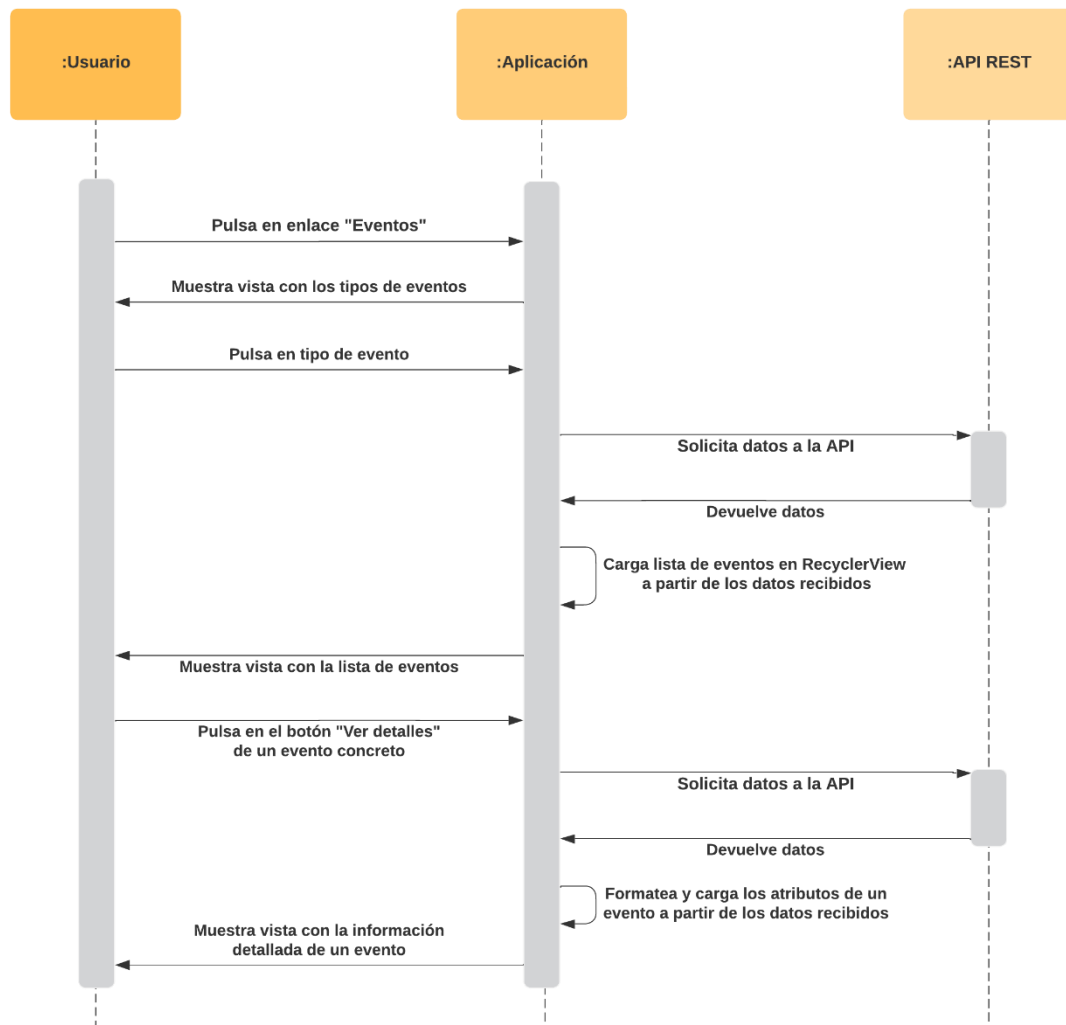 :Usuario
:Aplicación
:API REST
Pulsa en enlace "Eventos"
Muestra vista con los tipos de eventos
Pulsa en tipo de evento
Solicita datos a la API
Devuelve datos
Carga lista de eventos en RecyclerView
a partir de los datos recibidos
Muestra vista con la lista de eventos
Pulsa en el botón "Ver detalles"
de un evento concreto
Solicita datos a la API
Devuelve datos
Formatea y carga los atributos de un
evento a partir de los datos recibidos
Muestra vista con la información
detallada de un evento